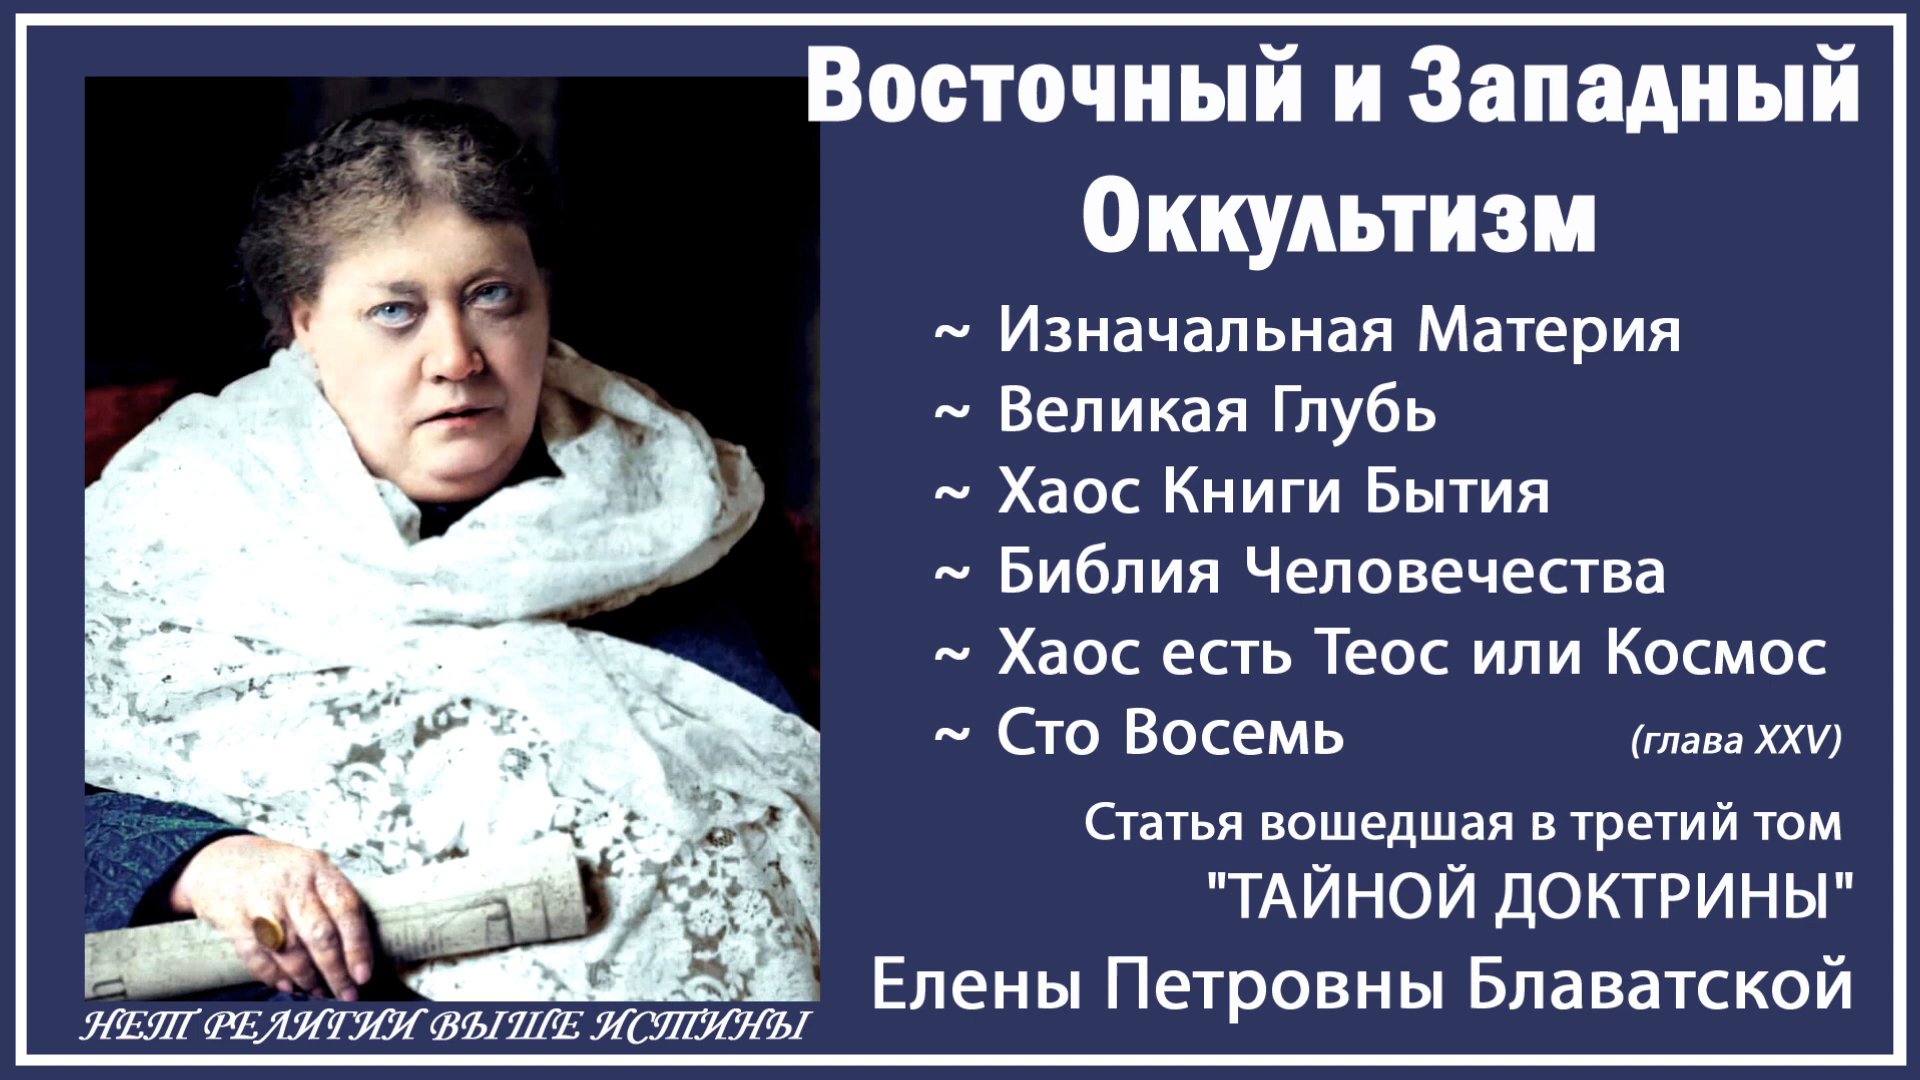 Восточный и Западный
Оккультизм
~ Изначальная Материя
~ Великая Глубь
~ Хаос Книги Бытия
~ Библия Человечества
~ Хаос есть Теос или Космос
~ Сто Восемь (глава XXV)
Статья вошедшая в третий том
"ТАЙНОЙ ДОКТРИНЫ"
Елены Петровны Блаватской
НЕТ РЕЛИГИИ ВЫШЕ ИСТИНЫ